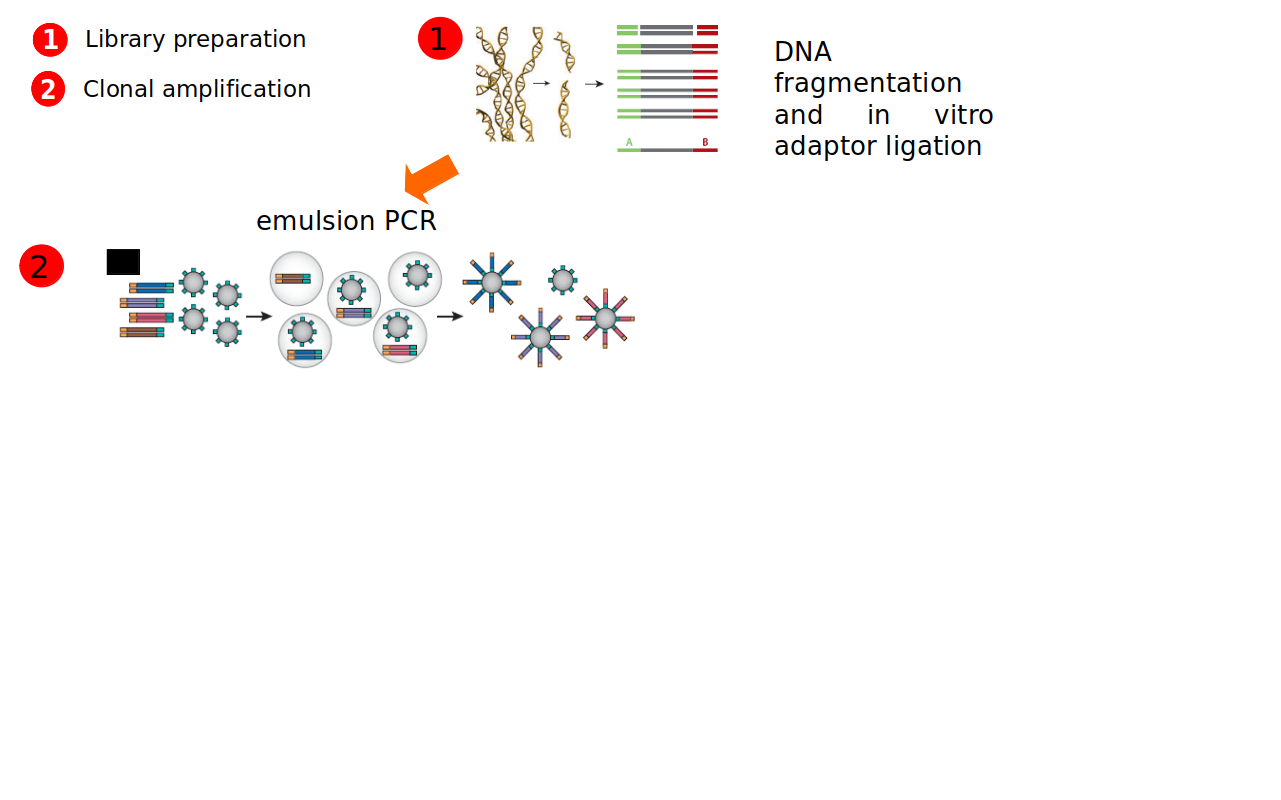 1 Library preparation
2 Clonal amplification
1
DNA
fragmentation
and in vitro
adaptor ligation
A B
emulsion PCR
2